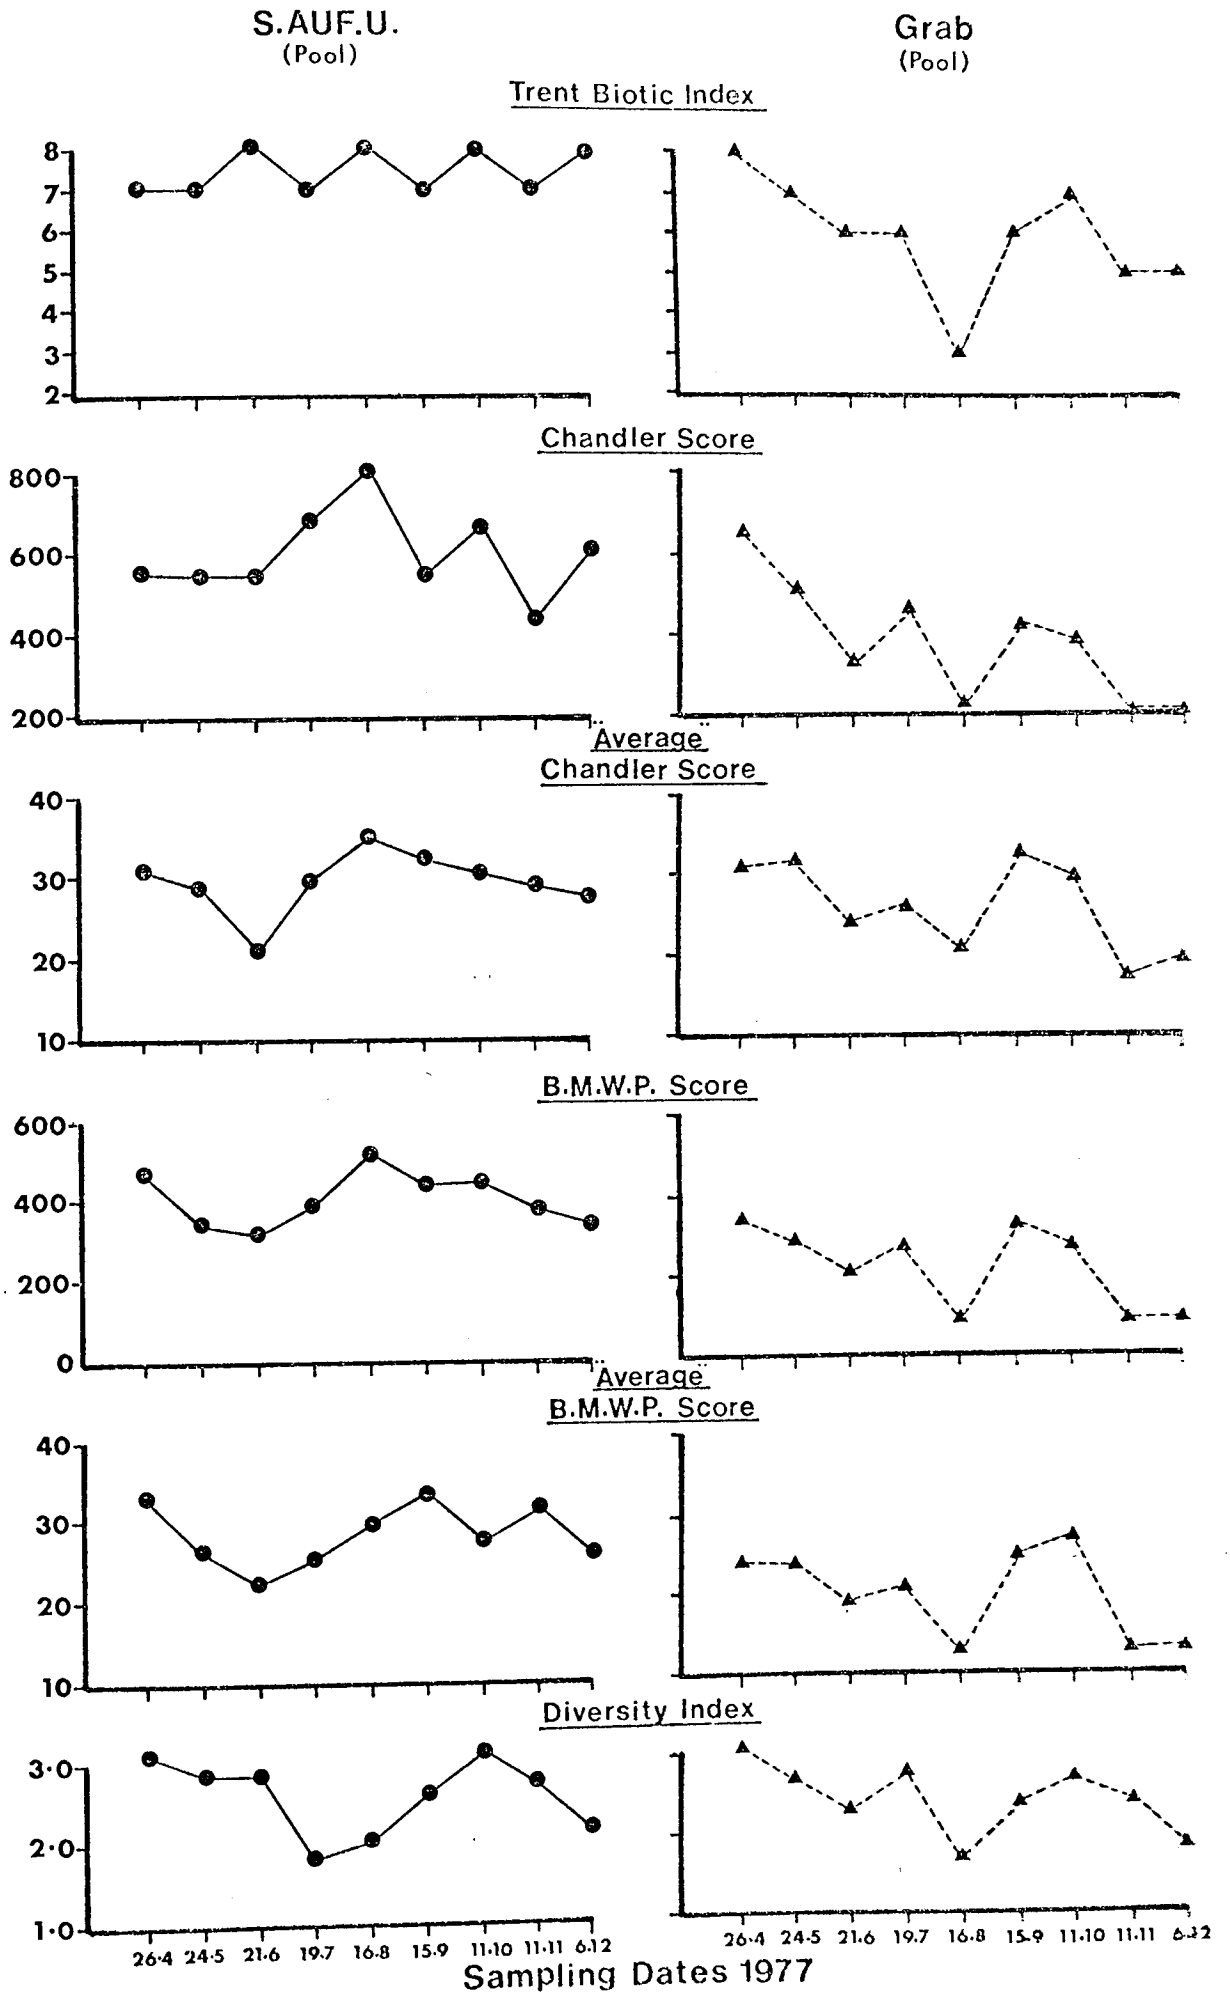 S.AUF.U.
(Pool)
Grab
(Pool)
Trent Biotic Index
8
7
6
5
4
3
2
Chandler Score
800
600
400
200
Average
Chandler Score
40
30
20
10
B.M.W.P. Score
600
400
200
0
Average
B.M.W.P. Score
40
30
20
10
Diversity Index
3·0
2·0
1·0
26·4 24·5 21·6 19·7 16·8 15·9 11·10 11·11 6·12
26·4 24·5 21·6 19·7 16·8 15·9 11·10 11·11 6·12
Sampling Dates 1977